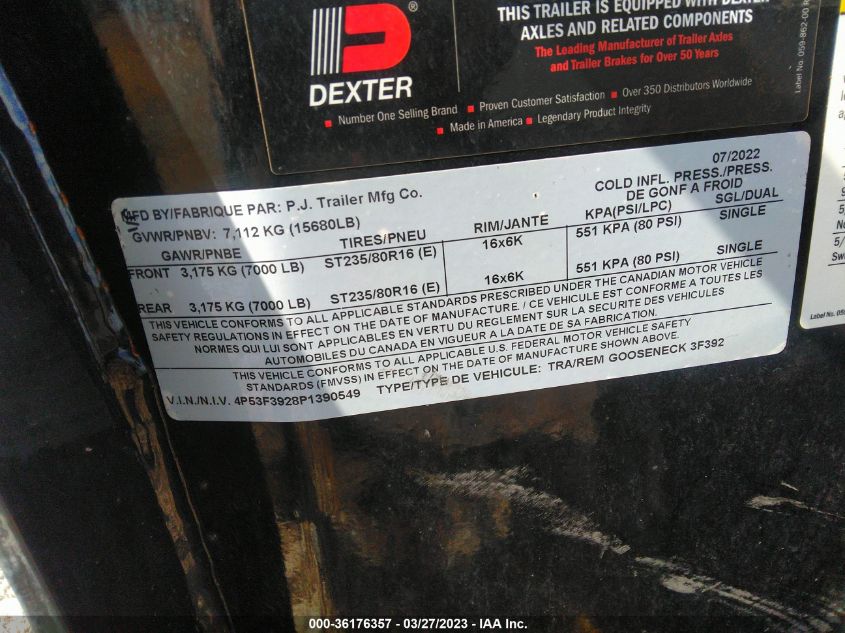 DEXTER
®
THIS TRAILER IS EQUIPPED WITH DEXTER
AXLES AND RELATED COMPONENTS
The Leading Manufacturer of Trailer Axles
and Trailer Brakes for Over 50 Years
Number One Selling Brand ▪ Proven Customer Satisfaction ▪ Over 350 Distributors Worldwide
▪ Made in America ▪ Legendary Product Integrity
Label No. 059-862-00 R
MFD BY/FABRIQUE PAR: P.J. Trailer Mfg Co. 07/2022
GVWR/PNBV: 7,112 KG (15680LB) COLD INFL. PRESS./PRESS.
DE GONF A FROID
GAWR/PNBE TIRES/PNEU RIM/JANTE KPA(PSI/LPC) SGL/DUAL
FRONT 3,175 KG (7000 LB) ST235/80R16 (E) 16x6K 551 KPA (80 PSI) SINGLE
REAR 3,175 KG (7000 LB) ST235/80R16 (E) 16x6K 551 KPA (80 PSI) SINGLE
THIS VEHICLE CONFORMS TO ALL APPLICABLE STANDARDS PRESCRIBED UNDER THE CANADIAN MOTOR VEHICLE
SAFETY REGULATIONS IN EFFECT ON THE DATE OF MANUFACTURE. / CE VEHICULE EST CONFORME A TOUTES LES
NORMES QUI LUI SONT APPLICABLES EN VERTU DU REGLEMENT SUR LA SECURITE DES VEHICULES
AUTOMOBILES DU CANADA EN VIGUEUR A LA DATE DE SA FABRICATION.
THIS VEHICLE CONFORMS TO ALL APPLICABLE U.S. FEDERAL MOTOR VEHICLE SAFETY
STANDARDS (FMVSS) IN EFFECT ON THE DATE OF MANUFACTURE SHOWN ABOVE.
V.I.N./N.I.V. 4P53F3928P1390549 TYPE/TYPE DE VEHICULE: TRA/REM GOOSENECK 3F392
000-36176357 - 03/27/2023 - IAA Inc.